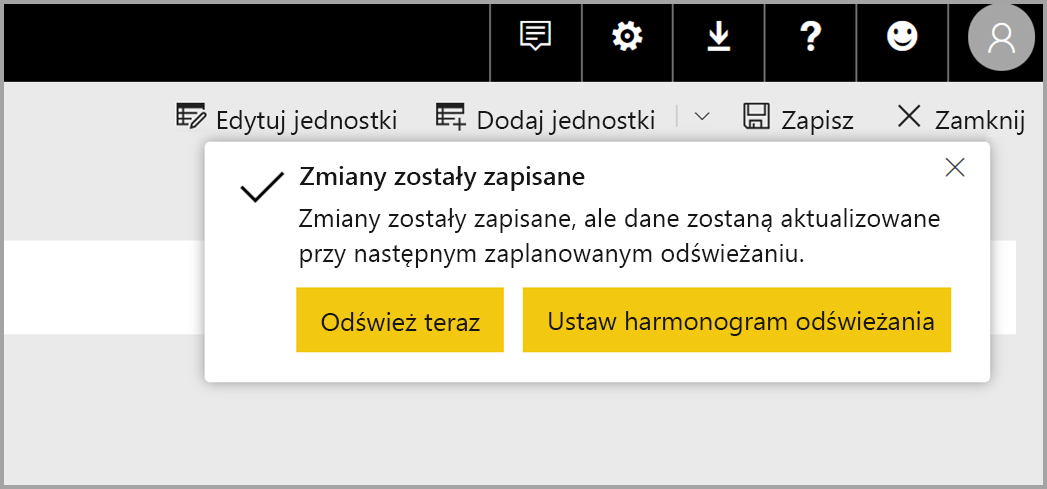 Edytuj jednostki Dodaj jednostki Zapisz Zamknij
Zmiany zostały zapisane
Zmiany zostały zapisane, ale dane zostaną aktualizowane
przy następnym zaplanowanym odświeżaniu.
Odśwież teraz Ustaw harmonogram odświeżania